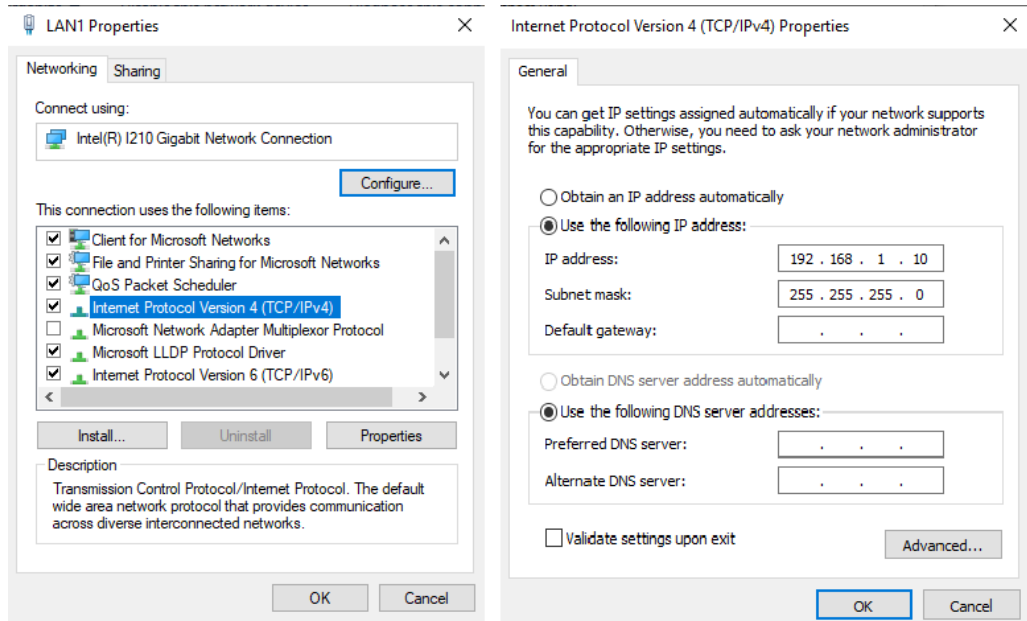 LAN1 Properties
Networking
Sharing
Connect using:
Intel(R) I210 Gigabit Network Connection
Configure...
This connection uses the following items:
Client for Microsoft Networks
File and Printer Sharing for Microsoft Networks
QoS Packet Scheduler
Internet Protocol Version 4 (TCP/IPv4)
Microsoft Network Adapter Multiplexor Protocol
Microsoft LLDP Protocol Driver
Internet Protocol Version 6 (TCP/IPv6)
Install...
Uninstall
Properties
Description
Transmission Control Protocol/Internet Protocol. The default
wide area network protocol that provides communication
across diverse interconnected networks.
OK
Cancel
Internet Protocol Version 4 (TCP/IPv4) Properties
General
You can get IP settings assigned automatically if your network supports
this capability. Otherwise, you need to ask your network administrator
for the appropriate IP settings.
Obtain an IP address automatically
Use the following IP address:
IP address: 192 . 168 . 1 . 10
Subnet mask: 255 . 255 . 255 . 0
Default gateway: . . .
Obtain DNS server address automatically
Use the following DNS server addresses:
Preferred DNS server: . . .
Alternate DNS server: . . .
Validate settings upon exit
Advanced...
OK
Cancel